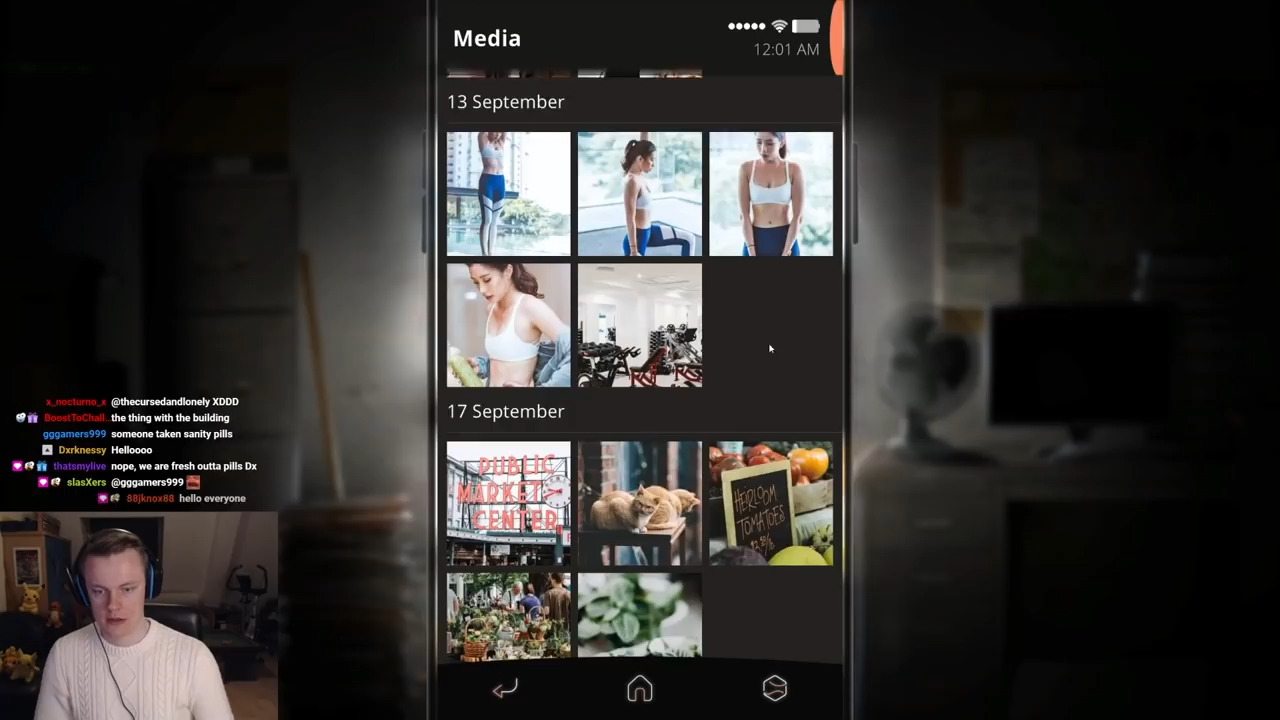 Media
12:01 AM
13 September
17 September
PUBLIC
MARKET
CENTER
HEIRLOOM
TOMATOES
x_nocturno_x @thecursedandlonely XDDD
BoostToChall.. the thing with the building
gggamers999 someone taken sanity pills
Dxrknessy Helloooo
thatsmylive nope, we are fresh outta pills Dx
slasXers @gggamers999
88jknox88 hello everyone